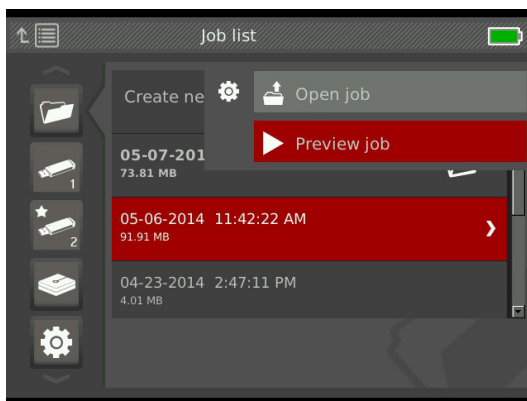 Job list
Create ne
Open job
Preview job
05-07-201
73.81 MB
05-06-2014 11:42:22 AM
91.91 MB
04-23-2014 2:47:11 PM
4.01 MB
1
2